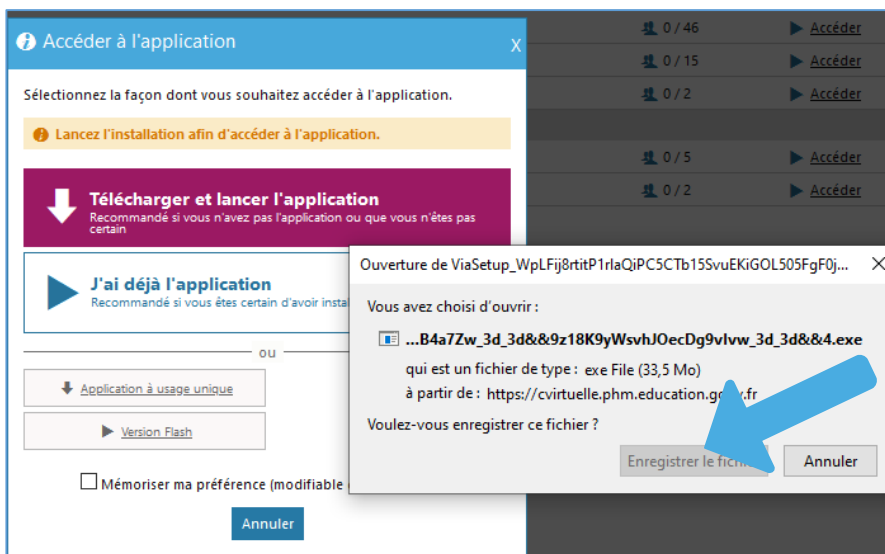 Accéder à l'application X
Sélectionnez la façon dont vous souhaitez accéder à l'application.
Lancez l'installation afin d'accéder à l'application.
Télécharger et lancer l'application
Recommandé si vous n'avez pas l'application ou que vous n'êtes pas
certain
J'ai déjà l'application
Recommandé si vous êtes certain d'avoir
ou
Application à usage unique
Version Flash
Mémoriser ma préférence (modifiable
Annuler
0 / 46 Accéder
0 / 15 Accéder
0 / 2 Accéder
0 / 5 Accéder
0 / 2 Accéder
Ouverture de ViaSetup_WpLFij8rtitP1rlaQiPC5CTb15SvuEKiGOL505FgF0j... X
Vous avez choisi d'ouvrir :
...B4a7Zw_3d_3d&&9z18K9yWsvhJOecDg9vIvw_3d_3d&&4.exe
qui est un fichier de type : exe File (33,5 Mo)
à partir de : https://cvirtuelle.phm.education.go fr
Voulez-vous enregistrer ce fichier ?
Enregistrer le Annuler